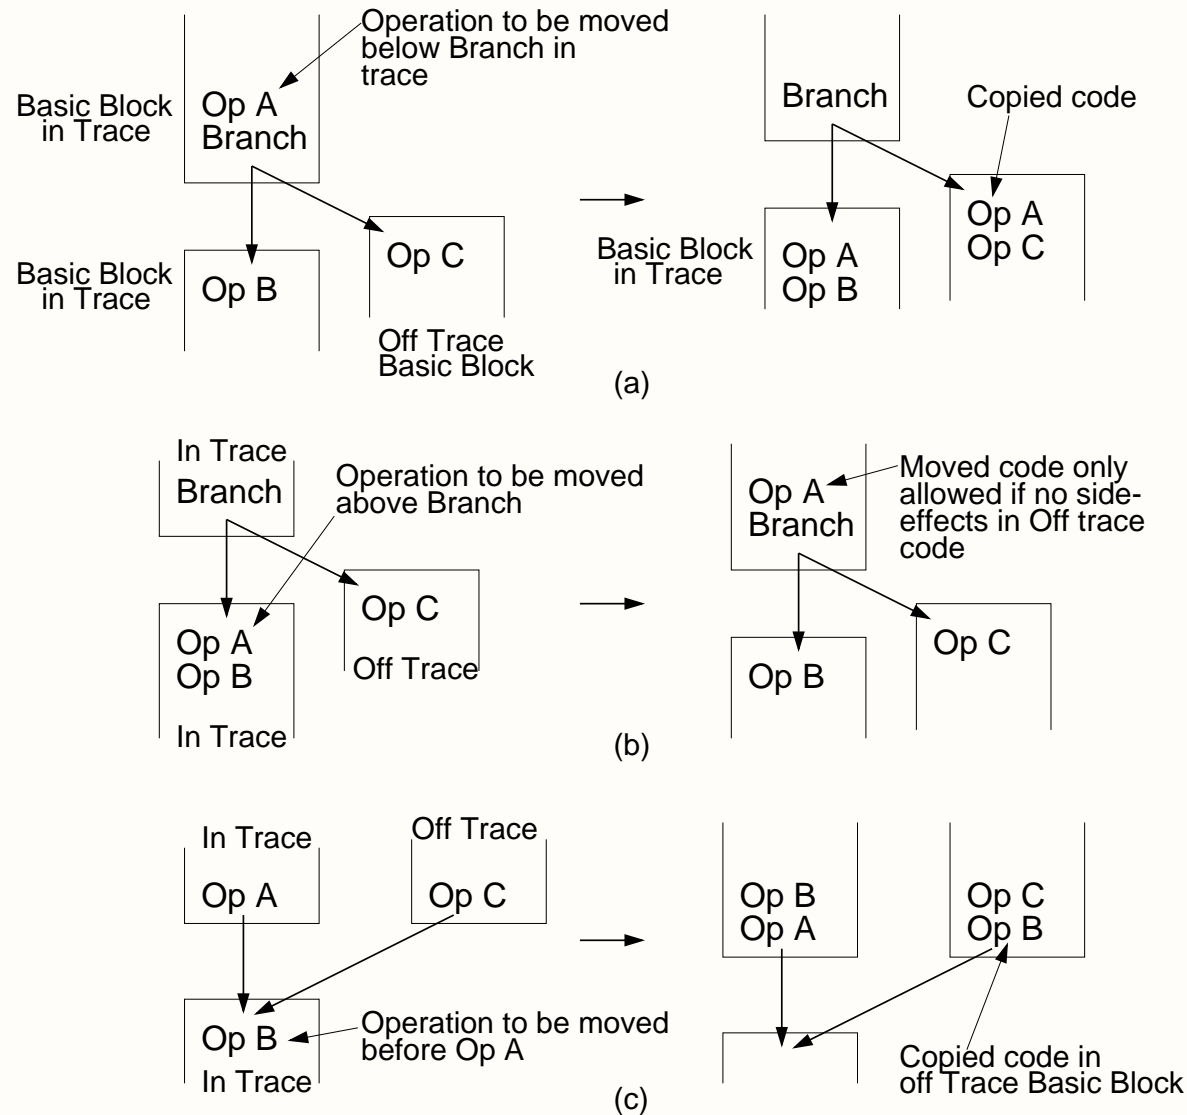 Operation to be moved
below Branch in
trace
Basic Block
in Trace
Op A
Branch
Op C
Basic Block
in Trace
Op B
Off Trace
Basic Block
Branch
Copied code
Op A
Op C
Basic Block
in Trace
Op A
Op B
(a)
In Trace
Branch
Operation to be moved
above Branch
Op C
Off Trace
Op A
Op B
In Trace
Op A
Branch
Moved code only
allowed if no side-
effects in Off trace
code
Op B
Op C
(b)
In Trace
Op A
Off Trace
Op C
Op B
In Trace
Operation to be moved
before Op A
Op B
Op A
Op C
Op B
Copied code in
off Trace Basic Block
(c)